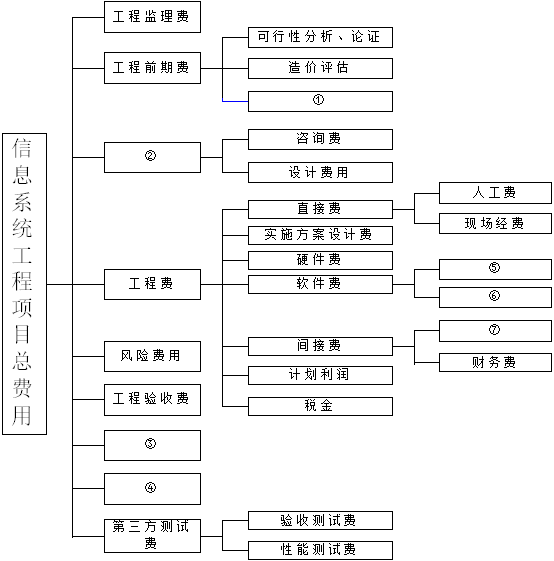 信息系统工程项目总费用
工程监理费
工程前期费
可行性分析、论证
造价评估
①
②
咨询费
设计费用
工程费
直接费
人工费
现场经费
实施方案设计费
硬件费
软件费
⑤
⑥
间接费
⑦
财务费
计划利润
税金
风险费用
工程验收费
③
④
第三方测试
费
验收测试费
性能测试费